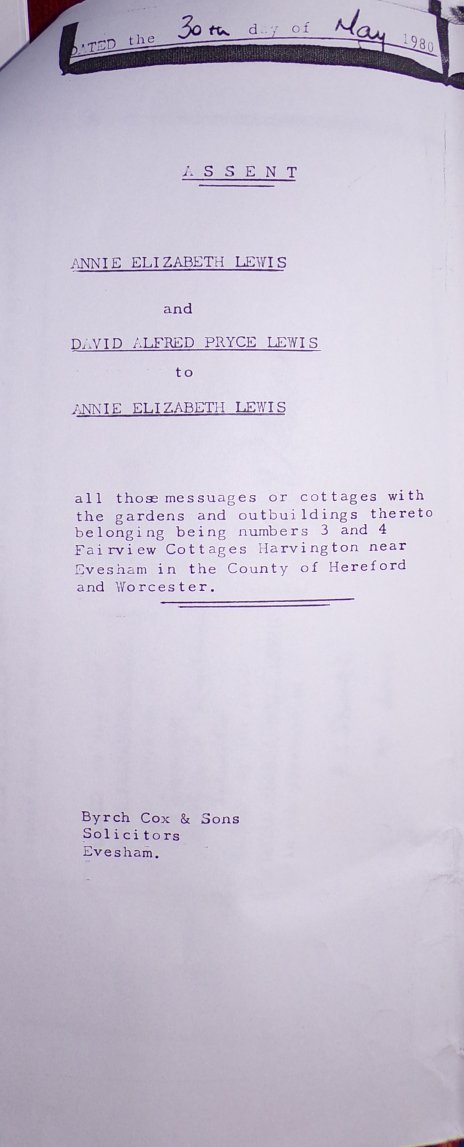 DATED the 30th day of May 1980
ASSENT
ANNIE ELIZABETH LEWIS
and
DAVID ALFRED PRYCE LEWIS
to
ANNIE ELIZABETH LEWIS
all those messuages or cottages with
the gardens and outbuildings thereto
belonging being numbers 3 and 4
Fairview Cottages Harvington near
Evesham in the County of Hereford
and Worcester.
Byrch Cox & Sons
Solicitors
Evesham.